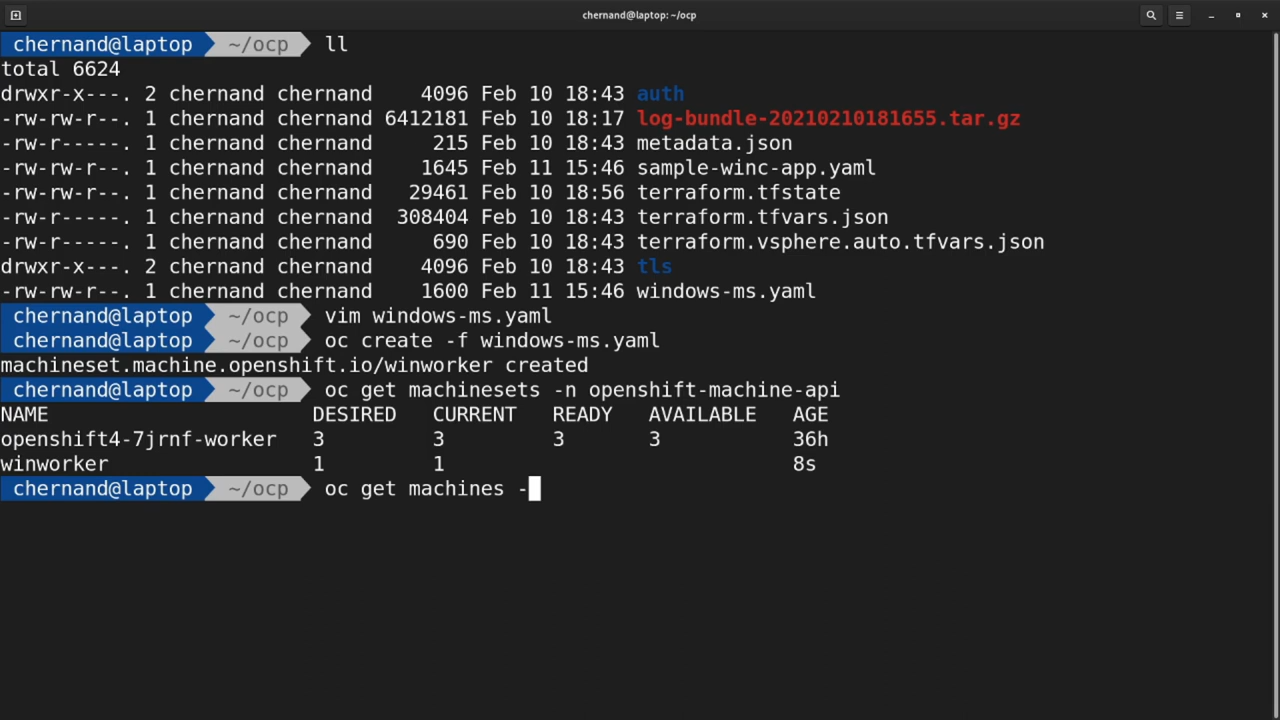 chernand@laptop: ~/ocp
chernand@laptop ~/ocp ll
total 6624
drwxr-x---. 2 chernand chernand 4096 Feb 10 18:43 auth
-rw-rw-r--. 1 chernand chernand 6412181 Feb 10 18:17 log-bundle-20210210181655.tar.gz
-rw-r-----. 1 chernand chernand 215 Feb 10 18:43 metadata.json
-rw-rw-r--. 1 chernand chernand 1645 Feb 11 15:46 sample-winc-app.yaml
-rw-rw-r--. 1 chernand chernand 29461 Feb 10 18:56 terraform.tfstate
-rw-r-----. 1 chernand chernand 308404 Feb 10 18:43 terraform.tfvars.json
-rw-r-----. 1 chernand chernand 690 Feb 10 18:43 terraform.vsphere.auto.tfvars.json
drwxr-x---. 2 chernand chernand 4096 Feb 10 18:43 tls
-rw-rw-r--. 1 chernand chernand 1600 Feb 11 15:46 windows-ms.yaml
chernand@laptop ~/ocp vim windows-ms.yaml
chernand@laptop ~/ocp oc create -f windows-ms.yaml
machineset.machine.openshift.io/winworker created
chernand@laptop ~/ocp oc get machinesets -n openshift-machine-api
NAME DESIRED CURRENT READY AVAILABLE AGE
openshift4-7jrnf-worker 3 3 3 3 36h
winworker 1 1 8s
chernand@laptop ~/ocp oc get machines -